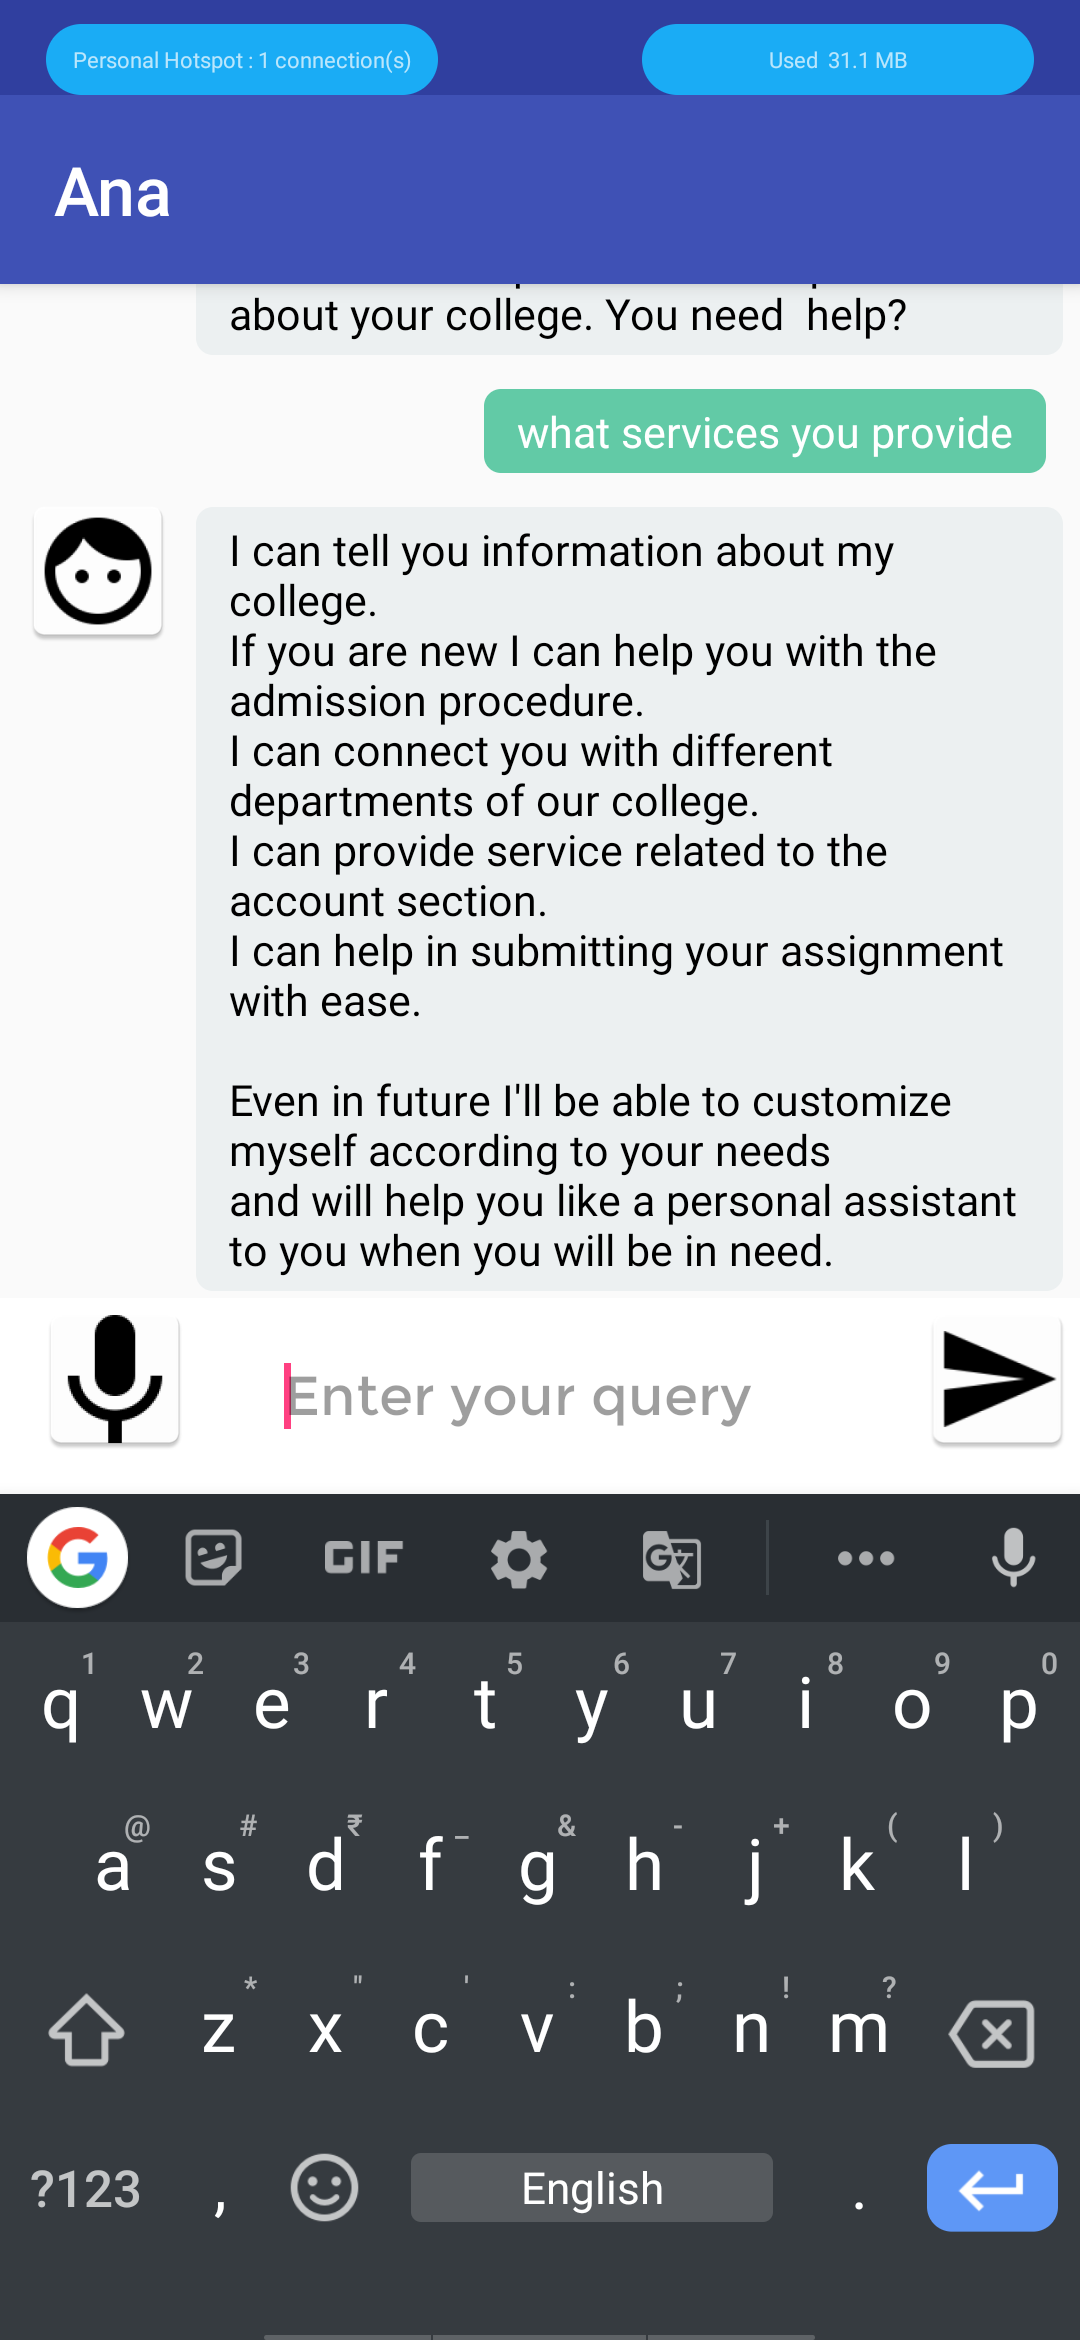 Personal Hotspot : 1 connection(s)
Used 31.1 MB
Ana
about your college. You need help?
what services you provide
I can tell you information about my
college.
If you are new I can help you with the
admission procedure.
I can connect you with different
departments of our college.
I can provide service related to the
account section.
I can help in submitting your assignment
with ease.
Even in future I'll be able to customize
myself according to your needs
and will help you like a personal assistant
to you when you will be in need.
Enter your query
G GIF G文
1 2 3 4 5 6 7 8 9 0
q w e r t y u i o p
@ # ₹ _ & - + ( )
a s d f g h j k l
* " ' : ; ! ?
z x c v b n m
?123 , English .